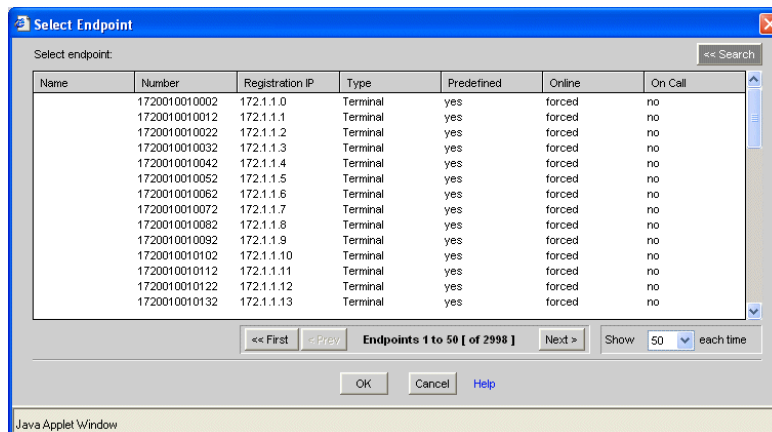 Select Endpoint
Select endpoint: << Search
Name Number Registration IP Type Predefined Online On Call
1720010010002 172.1.1.0 Terminal yes forced no
1720010010012 172.1.1.1 Terminal yes forced no
1720010010022 172.1.1.2 Terminal yes forced no
1720010010032 172.1.1.3 Terminal yes forced no
1720010010042 172.1.1.4 Terminal yes forced no
1720010010052 172.1.1.5 Terminal yes forced no
1720010010062 172.1.1.6 Terminal yes forced no
1720010010072 172.1.1.7 Terminal yes forced no
1720010010082 172.1.1.8 Terminal yes forced no
1720010010092 172.1.1.9 Terminal yes forced no
1720010010102 172.1.1.10 Terminal yes forced no
1720010010112 172.1.1.11 Terminal yes forced no
1720010010122 172.1.1.12 Terminal yes forced no
1720010010132 172.1.1.13 Terminal yes forced no
<< First < Prev Endpoints 1 to 50 [ of 2998 ] Next > Show 50 each time
OK Cancel Help
Java Applet Window